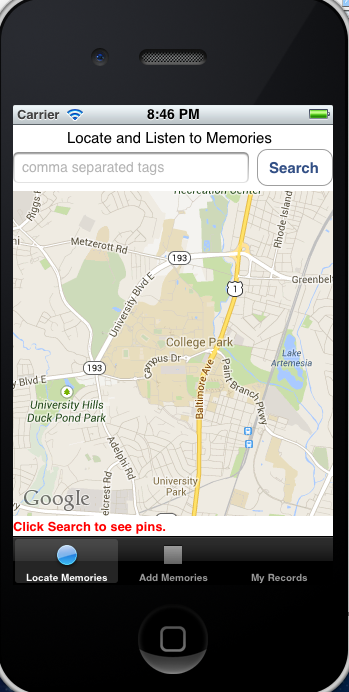 Carrier 8:46 PM
Locate and Listen to Memories
comma separated tags Search
Recreation Center
Riggs R
Rhode Island
Metzerott Rd
193
University Blvd E
Greenbelt
1
College Park
Campus Dr
Lake
Artemesia
193
y Blvd E
Baltimore Ave
Paint Branch Pkwy
University Hills
Duck Pond Park
Adelphi Rd
University
Park
elcrest Rd
Google
Click Search to see pins.
Locate Memories Add Memories My Records